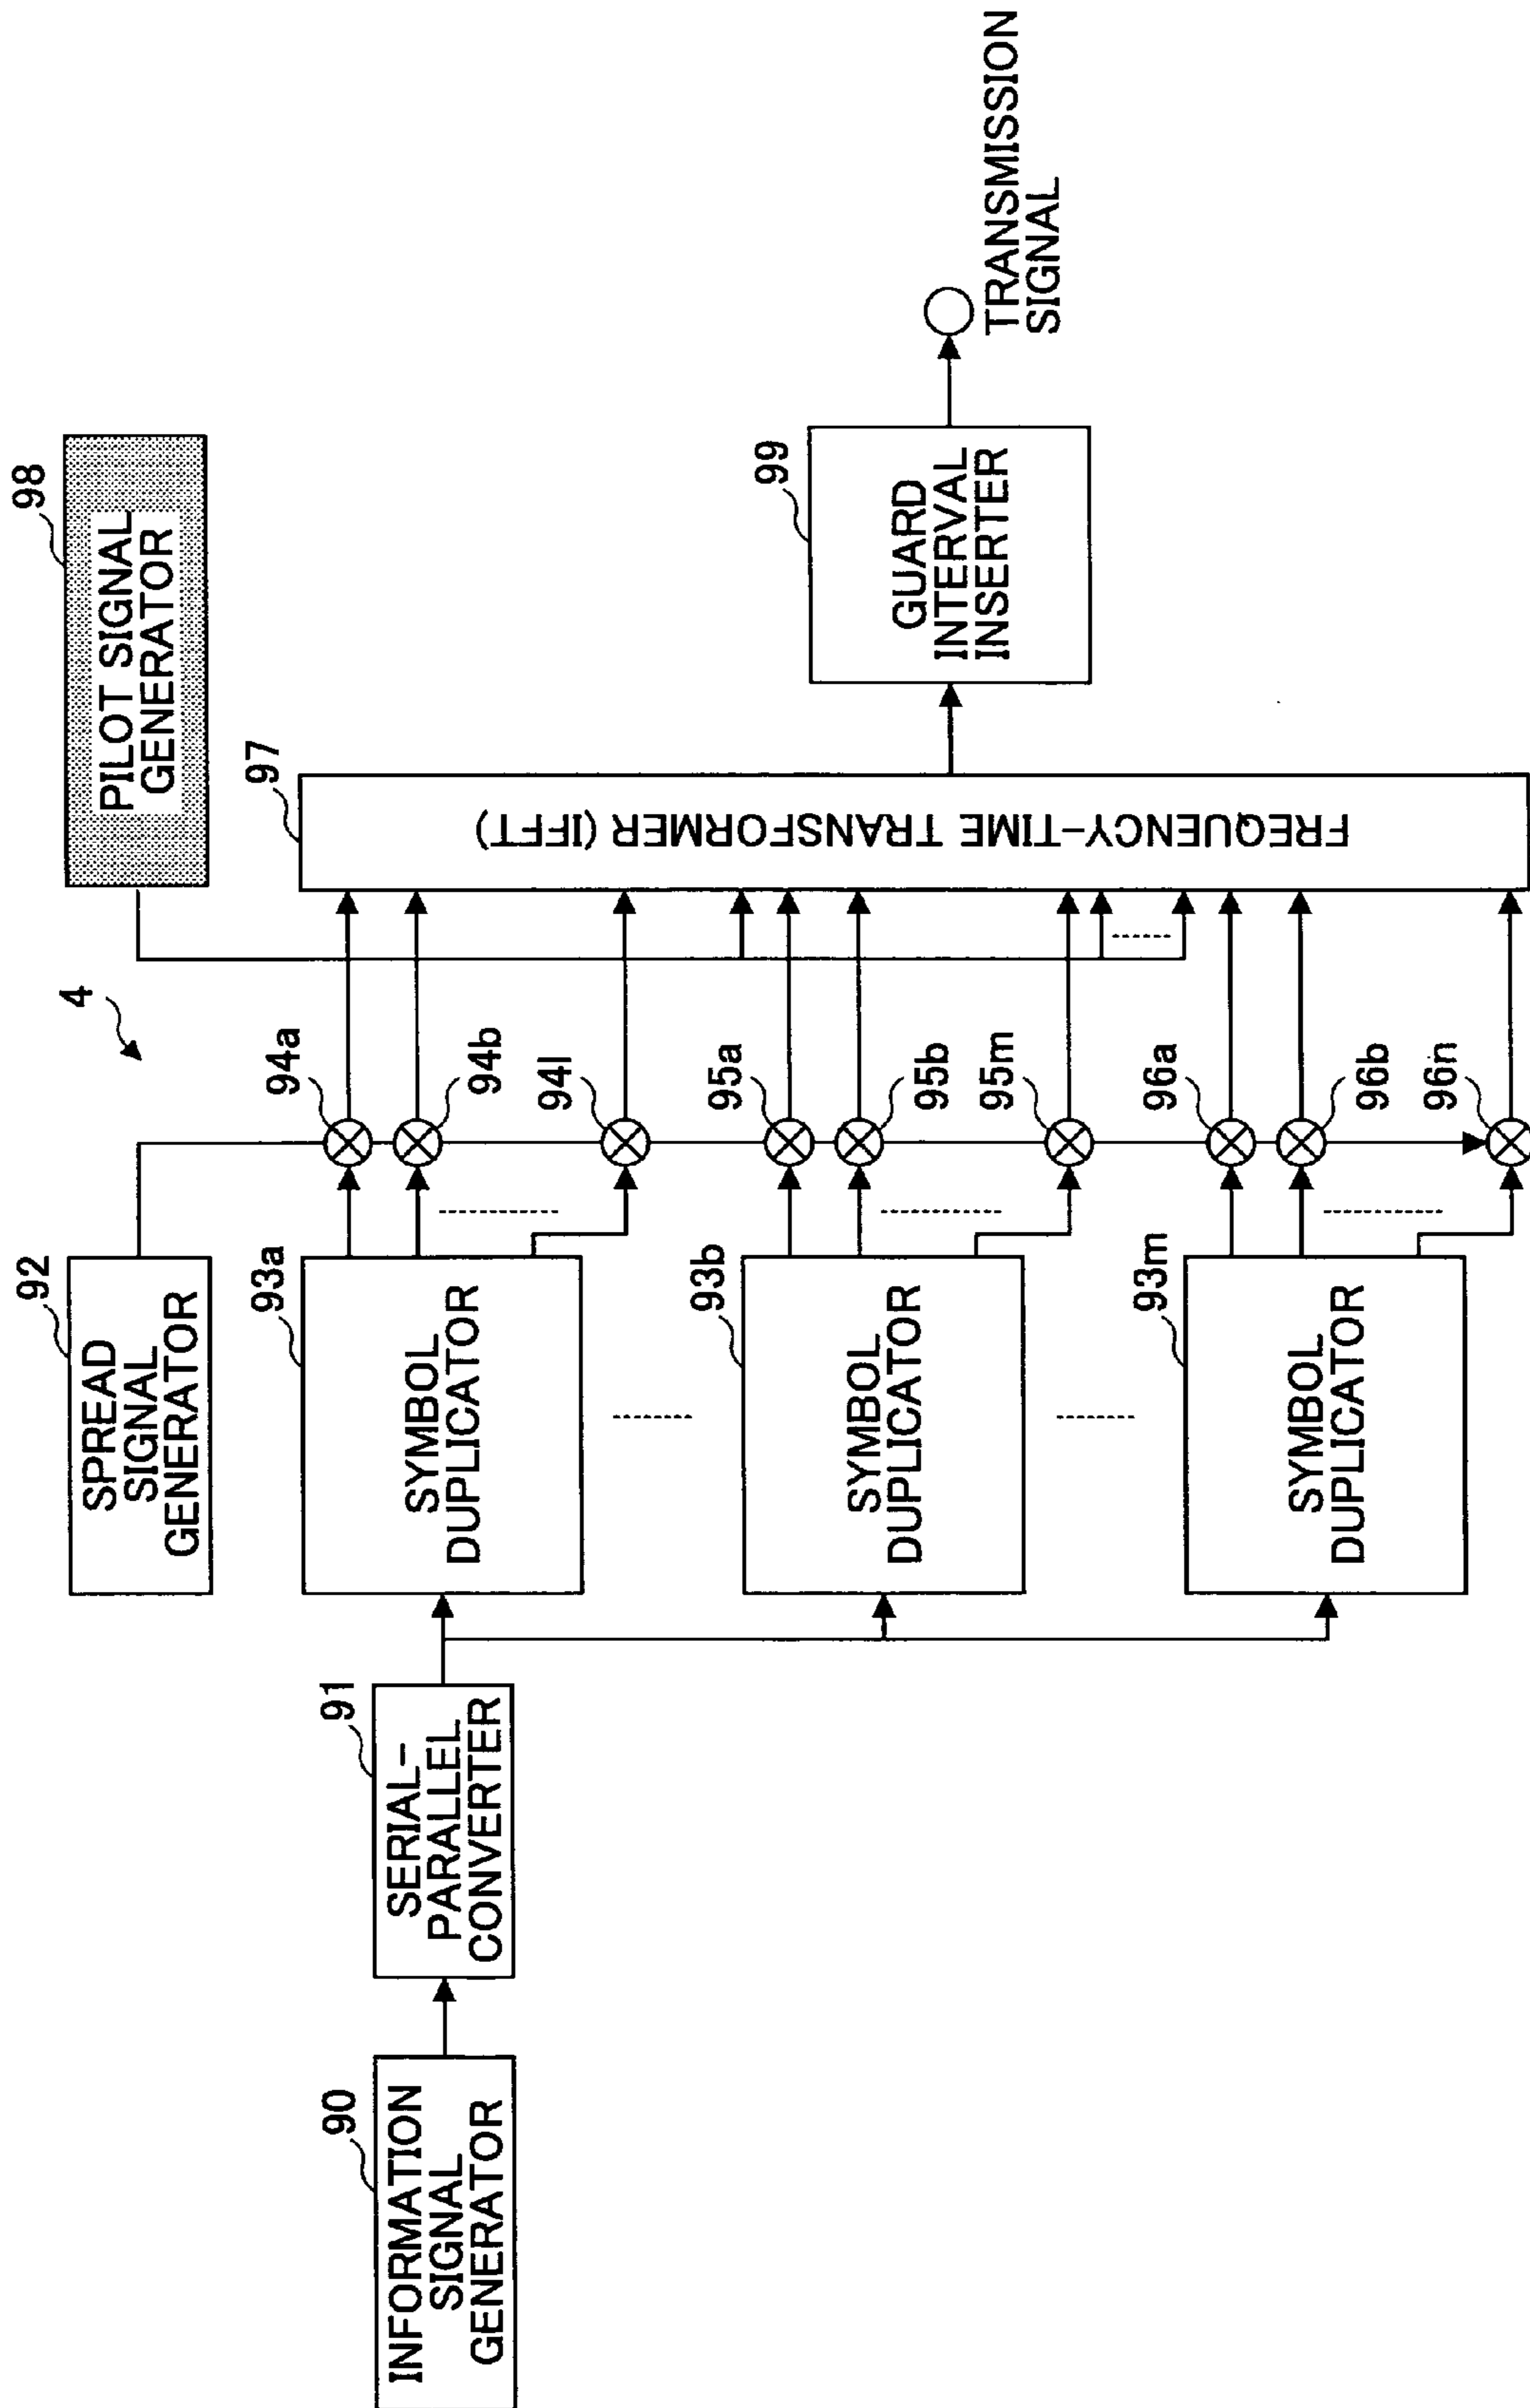 98
PILOT SIGNAL
GENERATOR
4
92
SPREAD
SIGNAL
GENERATOR
90
INFORMATION
SIGNAL
GENERATOR
91
SERIAL-
PARALLEL
CONVERTER
93a
SYMBOL
DUPLICATOR
93b
SYMBOL
DUPLICATOR
93m
SYMBOL
DUPLICATOR
94a
94b
94l
95a
95b
95m
96a
96b
96n
97
FREQUENCY-TIME TRANSFORMER (IFFT)
99
GUARD
INTERVAL
INSERTER
TRANSMISSION
SIGNAL